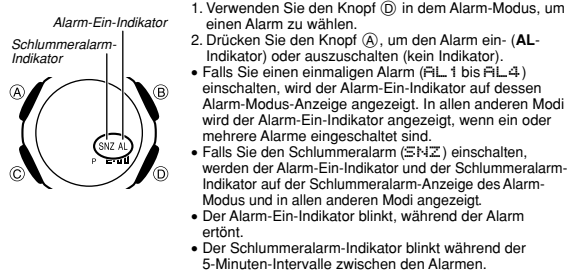 Alarm-Ein-Indikator
Schlummeralarm-
Indikator
A
B
C
D
SNZ AL
P
1. Verwenden Sie den Knopf D in dem Alarm-Modus, um
einen Alarm zu wählen.
2. Drücken Sie den Knopf A, um den Alarm ein- (AL-
Indikator) oder auszuschalten (kein Indikator).
• Falls Sie einen einmaligen Alarm (AL1 bis AL4)
einschalten, wird der Alarm-Ein-Indikator auf dessen
Alarm-Modus-Anzeige angezeigt. In allen anderen Modi
wird der Alarm-Ein-Indikator angezeigt, wenn ein oder
mehrere Alarme eingeschaltet sind.
• Falls Sie den Schlummeralarm (SNZ) einschalten,
werden der Alarm-Ein-Indikator und der Schlummeralarm-
Indikator auf der Schlummeralarm-Anzeige des Alarm-
Modus und in allen anderen Modi angezeigt.
• Der Alarm-Ein-Indikator blinkt, während der Alarm
ertönt.
• Der Schlummeralarm-Indikator blinkt während der
5-Minuten-Intervalle zwischen den Alarmen.